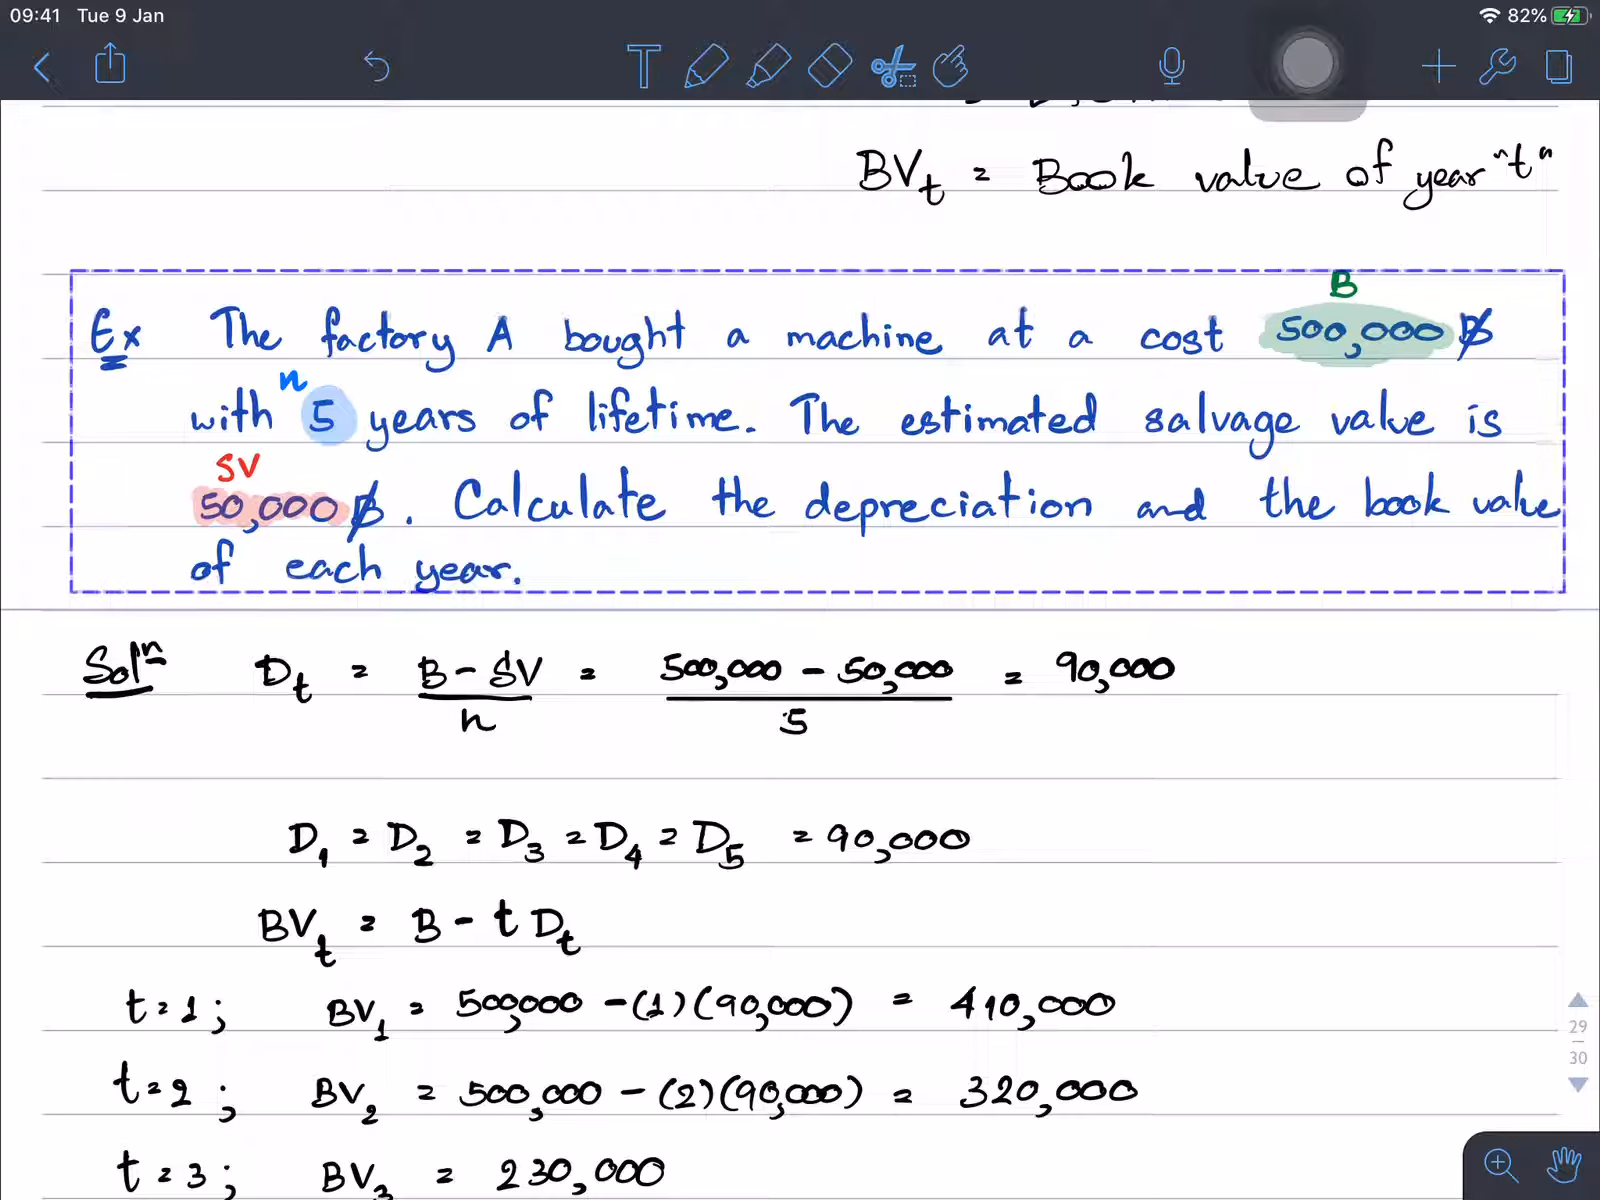 09:41 Tue 9 Jan
82%
BVt = Book value of year "t"
B
Ex The factory A bought a machine at a cost 500,000 ฿
n
with 5 years of lifetime. The estimated salvage value is
SV
50,000 ฿. Calculate the depreciation and the book value
of each year.
Solⁿ Dt = B - SV / n = 500,000 - 50,000 / 5 = 90,000
D1 = D2 = D3 = D4 = D5 = 90,000
BVt = B - t Dt
t = 1; BV1 = 500,000 - (1)(90,000) = 410,000
t = 2; BV2 = 500,000 - (2)(90,000) = 320,000
t = 3; BV3 = 230,000
29
30